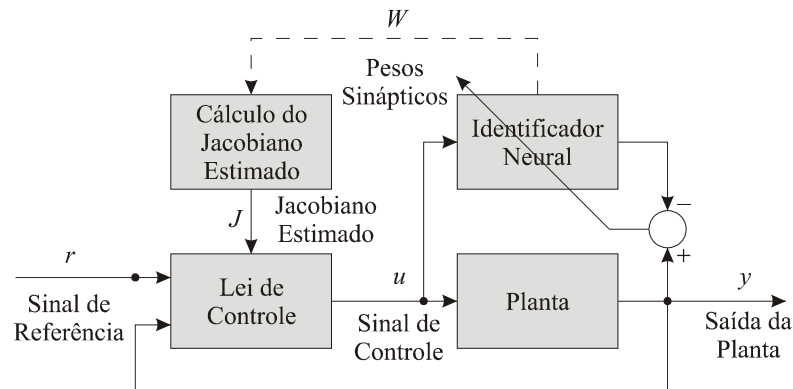 W
Pesos
Sinápticos
Cálculo do
Jacobiano
Estimado
Identificador
Neural
J
Jacobiano
Estimado
−
+
r
Sinal de
Referência
Lei de
Controle
u
Sinal de
Controle
Planta
y
Saída da
Planta